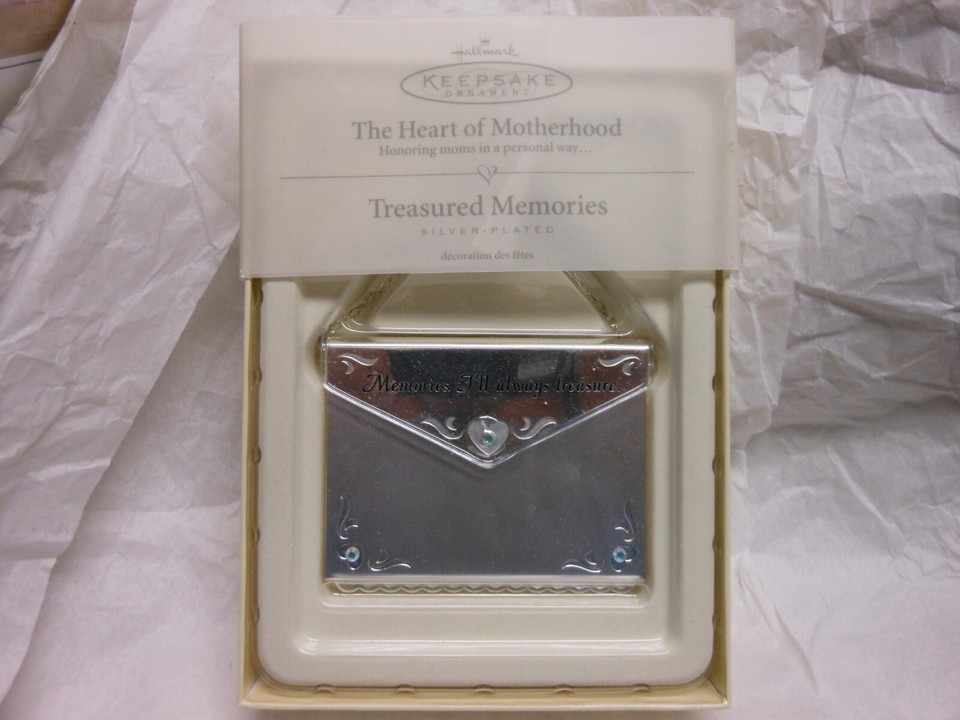 Hallmark
KEEPSAKE
ORNAMENT
The Heart of Motherhood
Honoring moms in a personal way...
Treasured Memories
SILVER-PLATED
décoration des fêtes
Memories I'll always treasure